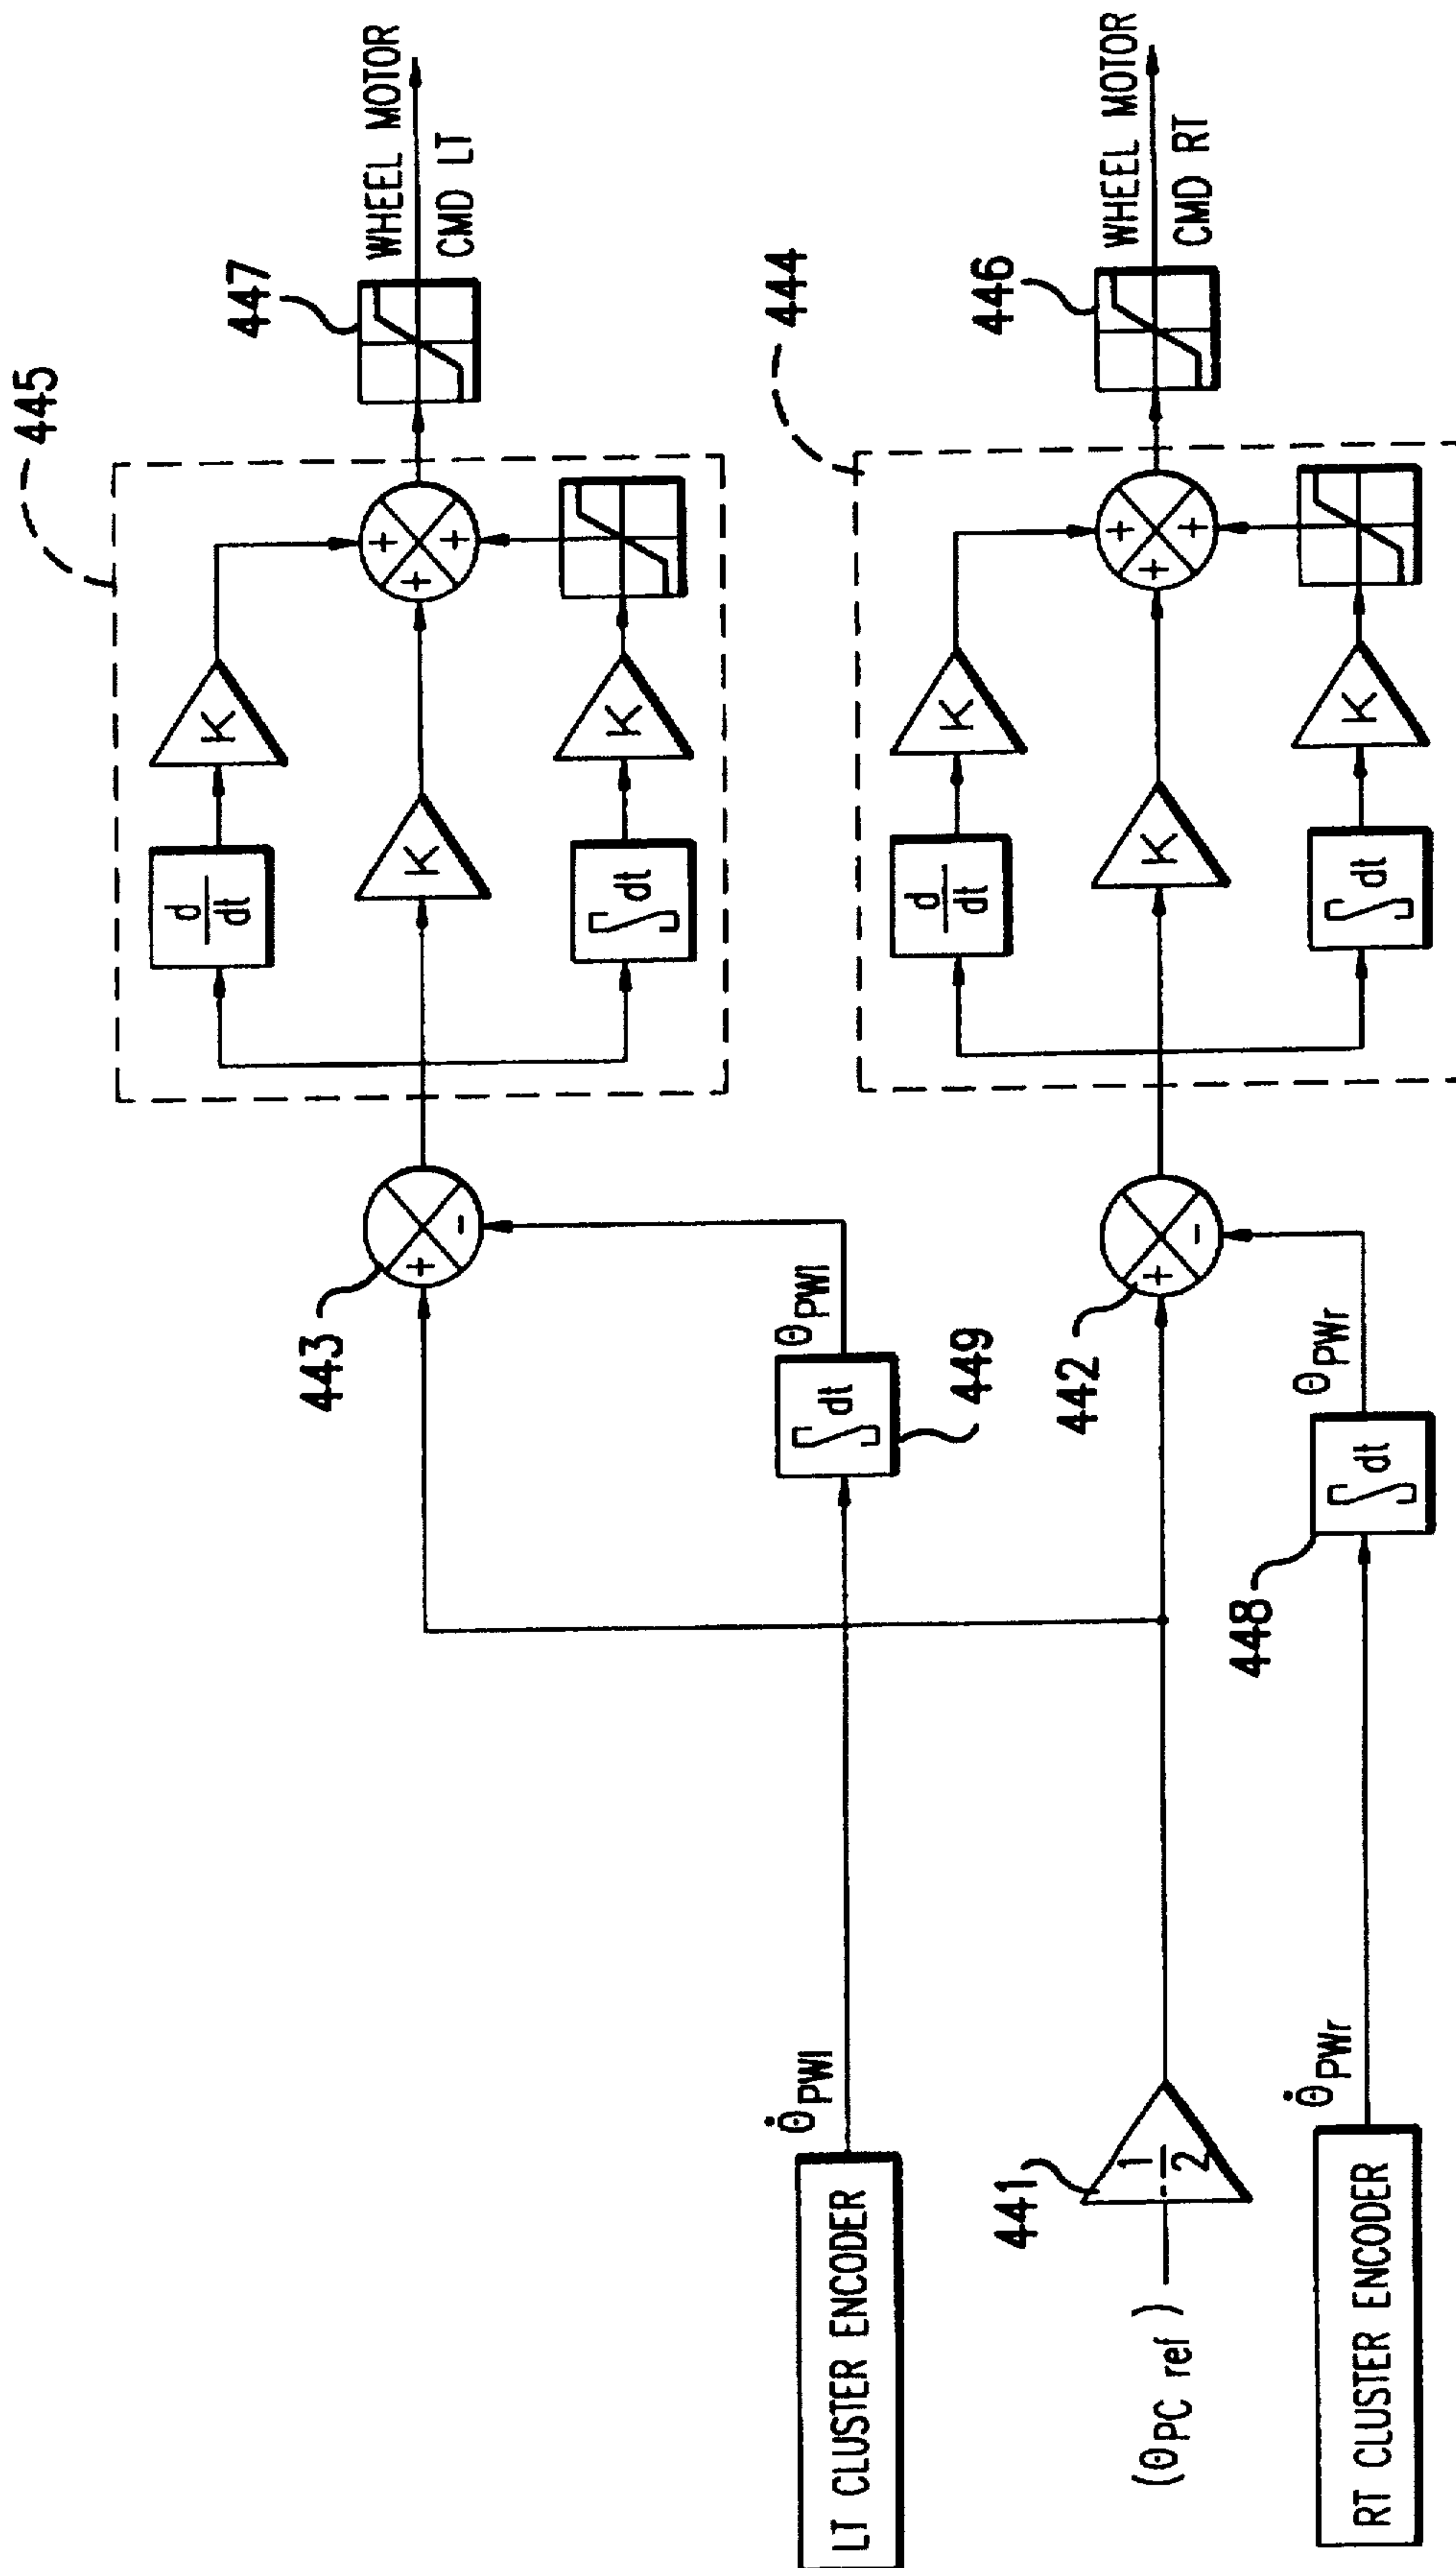 445
447
WHEEL MOTOR
CMD LT
d
dt
K
K
∫ dt
K
+
+
+
443
+
-
θPWl
∫ dt
449
LT CLUSTER ENCODER
θ̇PWl
444
446
WHEEL MOTOR
CMD RT
d
dt
K
K
∫ dt
K
+
+
+
442
+
-
θPWr
∫ dt
448
441
1
2
(θPC ref )
RT CLUSTER ENCODER
θ̇PWr